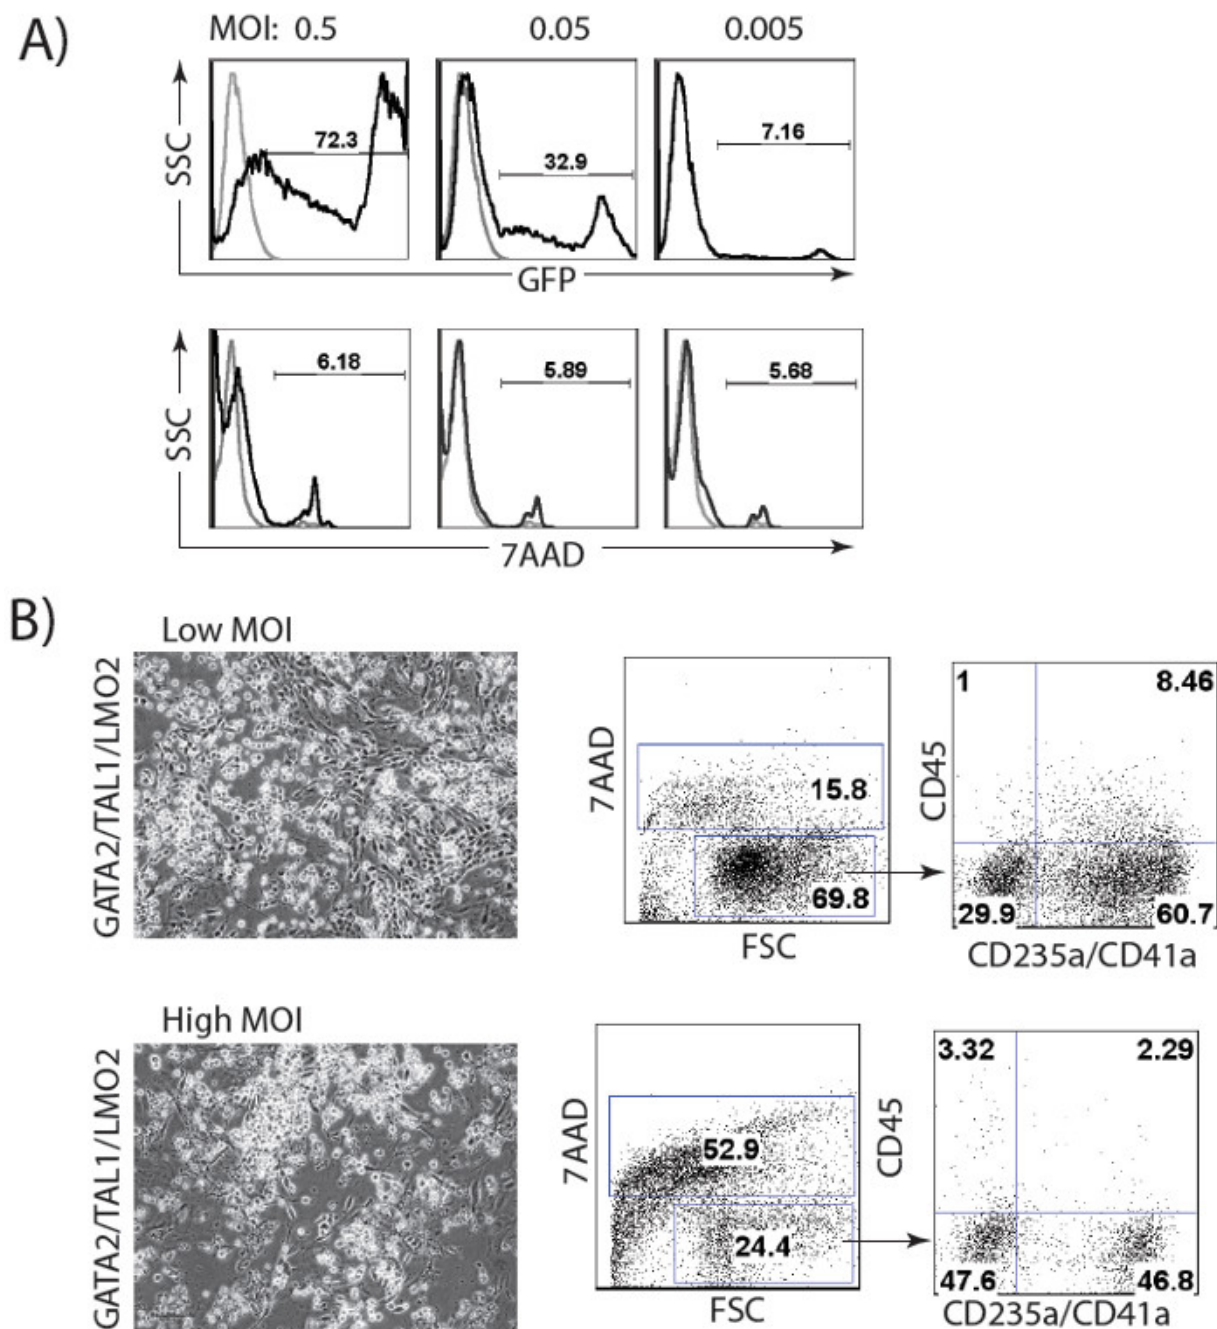 A)
MOI: 0.5 0.05 0.005
SSC
72.3
32.9
7.16
GFP
SSC
6.18
5.89
5.68
7AAD
B)
Low MOI
GATA2/TAL1/LMO2
7AAD
15.8
69.8
FSC
CD45
1
8.46
29.9
60.7
CD235a/CD41a
High MOI
GATA2/TAL1/LMO2
7AAD
52.9
24.4
FSC
CD45
3.32
2.29
47.6
46.8
CD235a/CD41a